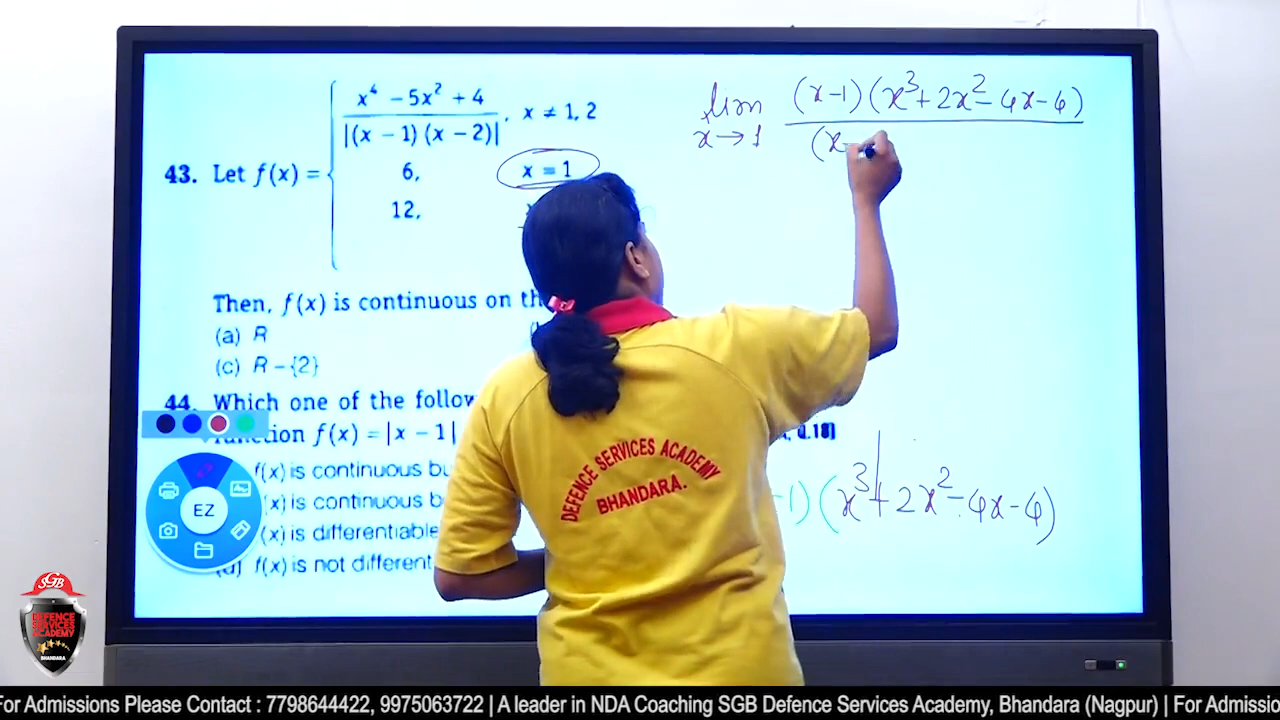 x⁴ - 5x² + 4
|(x - 1) (x - 2)|
, x ≠ 1, 2
43. Let f(x) =
6, x = 1
12,
Then, f(x) is continuous on th
(a) R
(c) R - {2}
44. Which one of the follow
function f(x) = |x - 1|
, Q.18]
f(x) is continuous bu
(x) is continuous b
(x) is differentiable
(d) f(x) is not different
lim x→1 (x-1)(x³+2x²-4x-4)
(x-
-1)(x³+2x²-4x-4)
EZ
DEFENCE SERVICES ACADEMY
BHANDARA.
SGB
DEFENCE
SERVICES
ACADEMY
BHANDARA
For Admissions Please Contact : 7798644422, 9975063722 | A leader in NDA Coaching SGB Defence Services Academy, Bhandara (Nagpur) | For Admissio